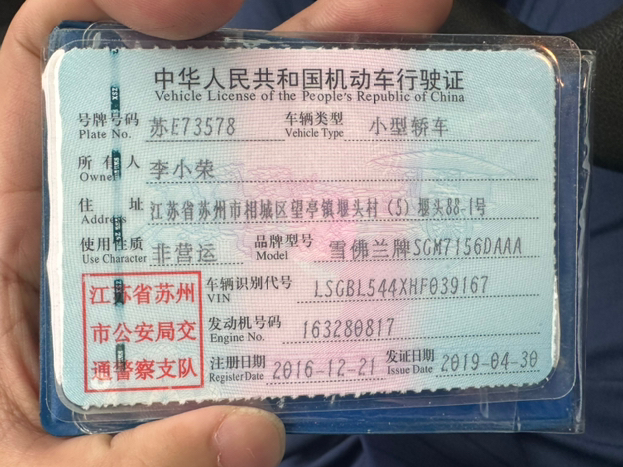 中华人民共和国机动车行驶证
Vehicle License of the People's Republic of China
号牌号码 苏E73578 车辆类型 小型轿车
Plate No. Vehicle Type
所有人 李小荣
Owner
住址 江苏省苏州市相城区望亭镇堰头村（5）堰头88-1号
Address
使用性质 非营运 品牌型号 雪佛兰牌SGM7156DAAA
Use Character Model
车辆识别代号 LSGBL544XHF039167
VIN
发动机号码 163280817
Engine No.
注册日期 2016-12-21 发证日期 2019-04-30
Register Date Issue Date
江苏省苏州
市公安局交
通警察支队